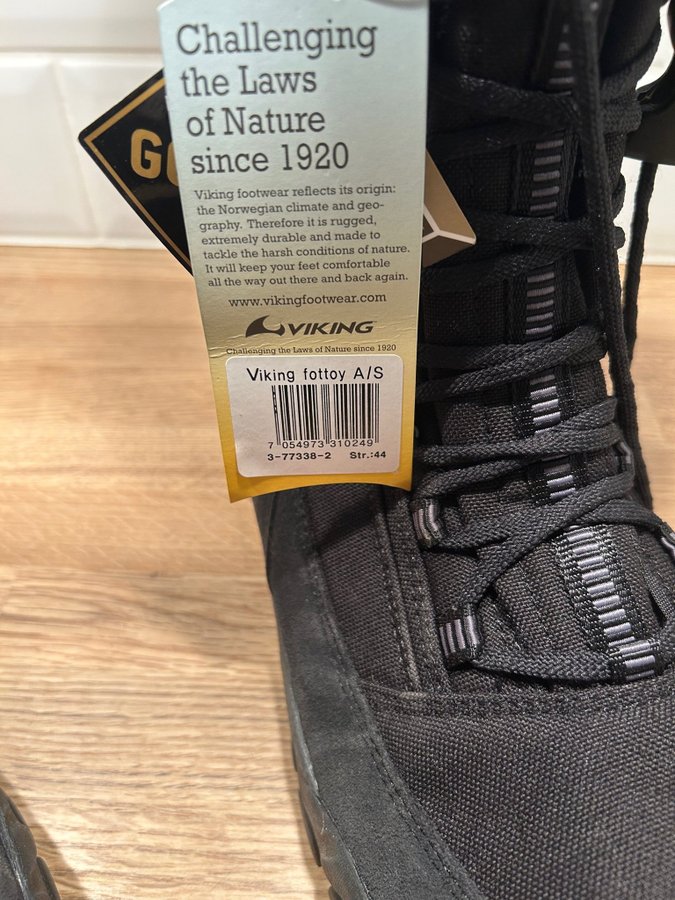 Challenging
the Laws
of Nature
since 1920
Viking footwear reflects its origin:
the Norwegian climate and geo-
graphy. Therefore it is rugged,
extremely durable and made to
tackle the harsh conditions of nature.
It will keep your feet comfortable
all the way out there and back again.
www.vikingfootwear.com
VIKING
Challenging the Laws of Nature since 1920
Viking fottoy A/S
7 054973 310249
3-77338-2 Str.:44